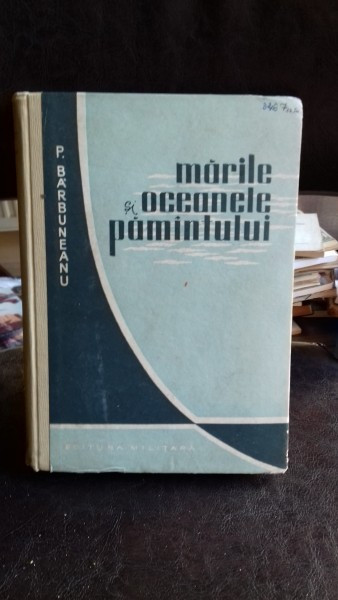 P. BĂRBUNEANU
mările
și oceanele
pămîntului
EDITURA MILITARĂ